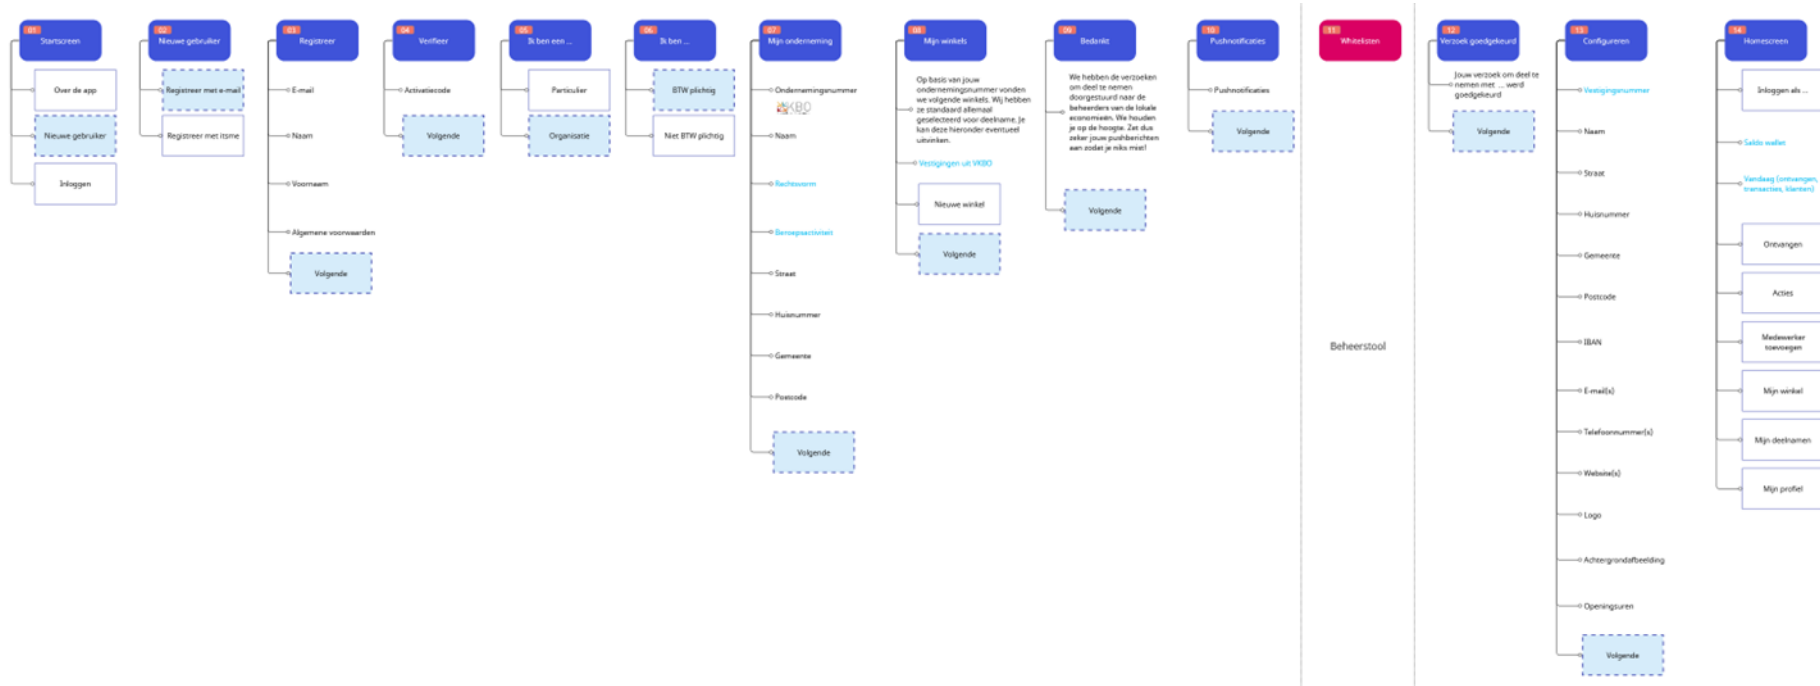 01
Startscreen
Over de app
Nieuwe gebruiker
Inloggen
02
Nieuwe gebruiker
Registreer met e-mail
Registreer met itsme
03
Registreer
E-mail
Naam
Voornaam
Algemene voorwaarden
Volgende
04
Verifieer
Activatiecode
Volgende
05
Ik ben een ...
Particulier
Organisatie
06
Ik ben ...
BTW plichtig
Niet BTW plichtig
07
Mijn onderneming
Ondernemingsnummer
VKBO
Naam
Rechtsvorm
Beroepsactiviteit
Straat
Huisnummer
Gemeente
Postcode
Volgende
08
Mijn winkels
Op basis van jouw
ondernemingsnummer vonden
we volgende winkels. Wij hebben
ze standaard allemaal
geselecteerd voor deelname. Je
kan deze hieronder eventueel
uitvinken.
Vestigingen uit VKBO
Nieuwe winkel
Volgende
09
Bedankt
We hebben de verzoeken
om deel te nemen
doorgestuurd naar de
beheerders van de lokale
economieën. We houden
je op de hoogte. Zet dus
zeker jouw pushberichten
aan zodat je niks mist!
Volgende
10
Pushnotificaties
Pushnotificaties
Volgende
11
Whitelisten
Beheerstool
12
Verzoek goedgekeurd
Jouw verzoek om deel te
nemen met ... werd
goedgekeurd
Volgende
13
Configureren
Vestigingsnummer
Naam
Straat
Huisnummer
Gemeente
Postcode
IBAN
E-mail(s)
Telefoonnummer(s)
Website(s)
Logo
Achtergrondafbeelding
Openingsuren
Volgende
14
Homescreen
Inloggen als ...
Saldo wallet
Vandaag (ontvangen,
transacties, klanten)
Ontvangen
Acties
Medewerker
toevoegen
Mijn winkel
Mijn deelnamen
Mijn profiel